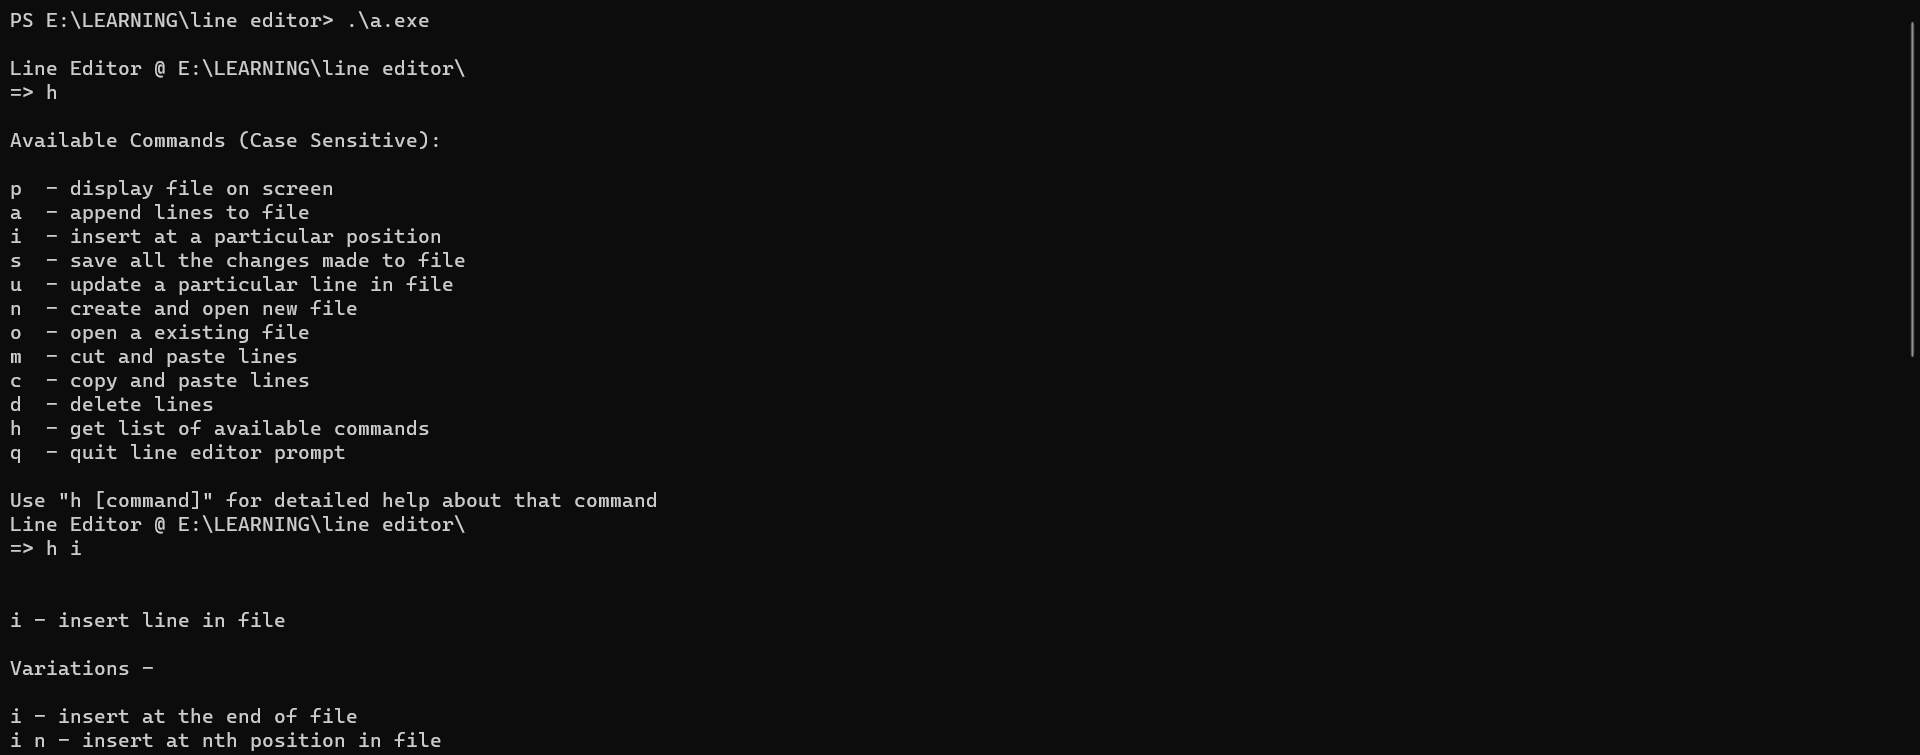 PS E:\LEARNING\line editor> .\a.exe
Line Editor @ E:\LEARNING\line editor\
=> h
Available Commands (Case Sensitive):
p  - display file on screen
a  - append lines to file
i  - insert at a particular position
s  - save all the changes made to file
u  - update a particular line in file
n  - create and open new file
o  - open a existing file
m  - cut and paste lines
c  - copy and paste lines
d  - delete lines
h  - get list of available commands
q  - quit line editor prompt
Use "h [command]" for detailed help about that command
Line Editor @ E:\LEARNING\line editor\
=> h i
i - insert line in file
Variations -
i - insert at the end of file
i n - insert at nth position in file